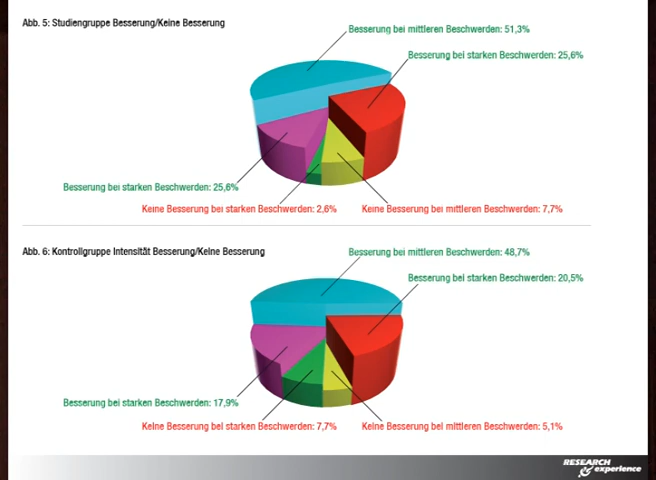 Abb. 5: Studiengruppe Besserung/Keine Besserung
Besserung bei mittleren Beschwerden: 51,3%
Besserung bei starken Beschwerden: 25,6%
Besserung bei starken Beschwerden: 25,6%
Keine Besserung bei starken Beschwerden: 2,6%
Keine Besserung bei mittleren Beschwerden: 7,7%
Abb. 6: Kontrollgruppe Intensität Besserung/Keine Besserung
Besserung bei mittleren Beschwerden: 48,7%
Besserung bei starken Beschwerden: 20,5%
Besserung bei starken Beschwerden: 17,9%
Keine Besserung bei starken Beschwerden: 7,7%
Keine Besserung bei mittleren Beschwerden: 5,1%
RESEARCH
& experience